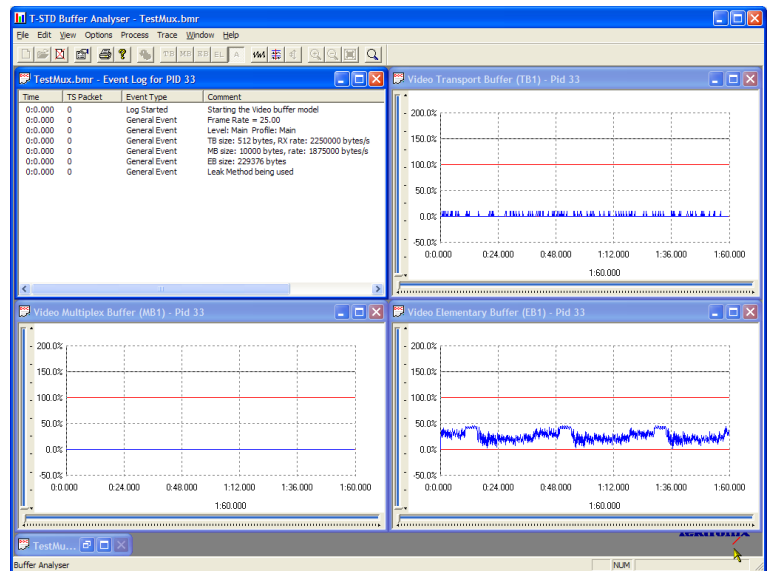 T-STD Buffer Analyser - TestMux.bmr
File Edit View Options Process Trace Window Help
TB MB EB EL A
TestMux.bmr - Event Log for PID 33
Time TS Packet Event Type Comment
0:0.000 0 Log Started Starting the Video buffer model
0:0.000 0 General Event Frame Rate = 25.00
0:0.000 0 General Event Level: Main Profile: Main
0:0.000 0 General Event TB size: 512 bytes, RX rate: 2250000 bytes/s
0:0.000 0 General Event MB size: 10000 bytes, rate: 1875000 bytes/s
0:0.000 0 General Event EB size: 229376 bytes
0:0.000 0 General Event Leak Method being used
Video Transport Buffer (TB1) - Pid 33
200.0%
150.0%
100.0%
50.0%
0.0%
-50.0%
0:0.000 0:24.000 0:48.000 1:12.000 1:36.000 1:60.000
1:60.000
Video Multiplex Buffer (MB1) - Pid 33
200.0%
150.0%
100.0%
50.0%
0.0%
-50.0%
0:0.000 0:24.000 0:48.000 1:12.000 1:36.000 1:60.000
1:60.000
Video Elementary Buffer (EB1) - Pid 33
200.0%
150.0%
100.0%
50.0%
0.0%
-50.0%
0:0.000 0:24.000 0:48.000 1:12.000 1:36.000 1:60.000
1:60.000
TestMu...
Tektronix
Buffer Analyser
NUM